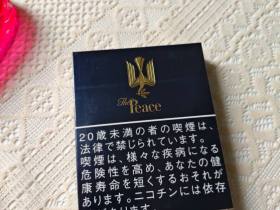 The
Peace
20歳未満の者の喫煙は、
法律で禁じられています。
喫煙は、様々な疾病になる
危険性を高め、あなたの健
康寿命を短くするおそれが
あります。ニコチンには依存